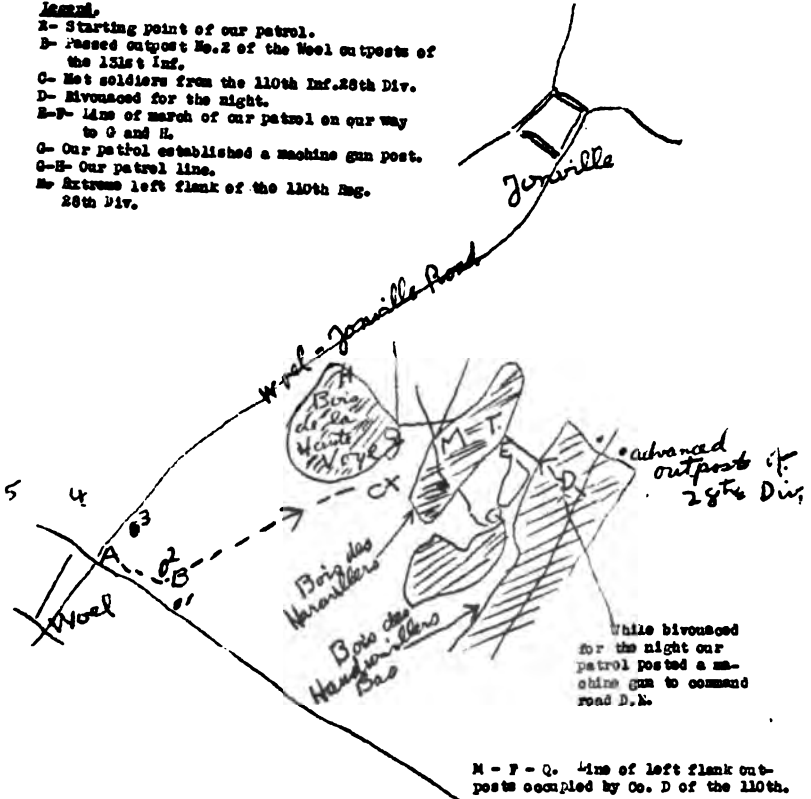 Legend.
A- Starting point of our patrol.
B- Passed outpost No.2 of the Woel outposts of
the 131st Inf.
C- Met soldiers from the 110th Inf.28th Div.
D- Bivouaced for the night.
E-F- Line of march of our patrol on our way
to G and H.
G- Our patrol established a machine gun post.
G-H- Our patrol line.
M- Extreme left flank of the 110th Reg.
28th Div.
Jonville
Woel - Jonville Road
H
Bois
de la
Haute
Voye
M - T.
E
D
advanced
outposts of
28th Div.
CX
5
4
3
A
2
B
1
Woel
Bois des
Haravillers
Bois des
Bas
While bivouaced
for the night our
patrol posted a ma-
chine gun to command
road D.E.
M - F - Q. Line of left flank out-
posts occupied by Co. D of the 110th.